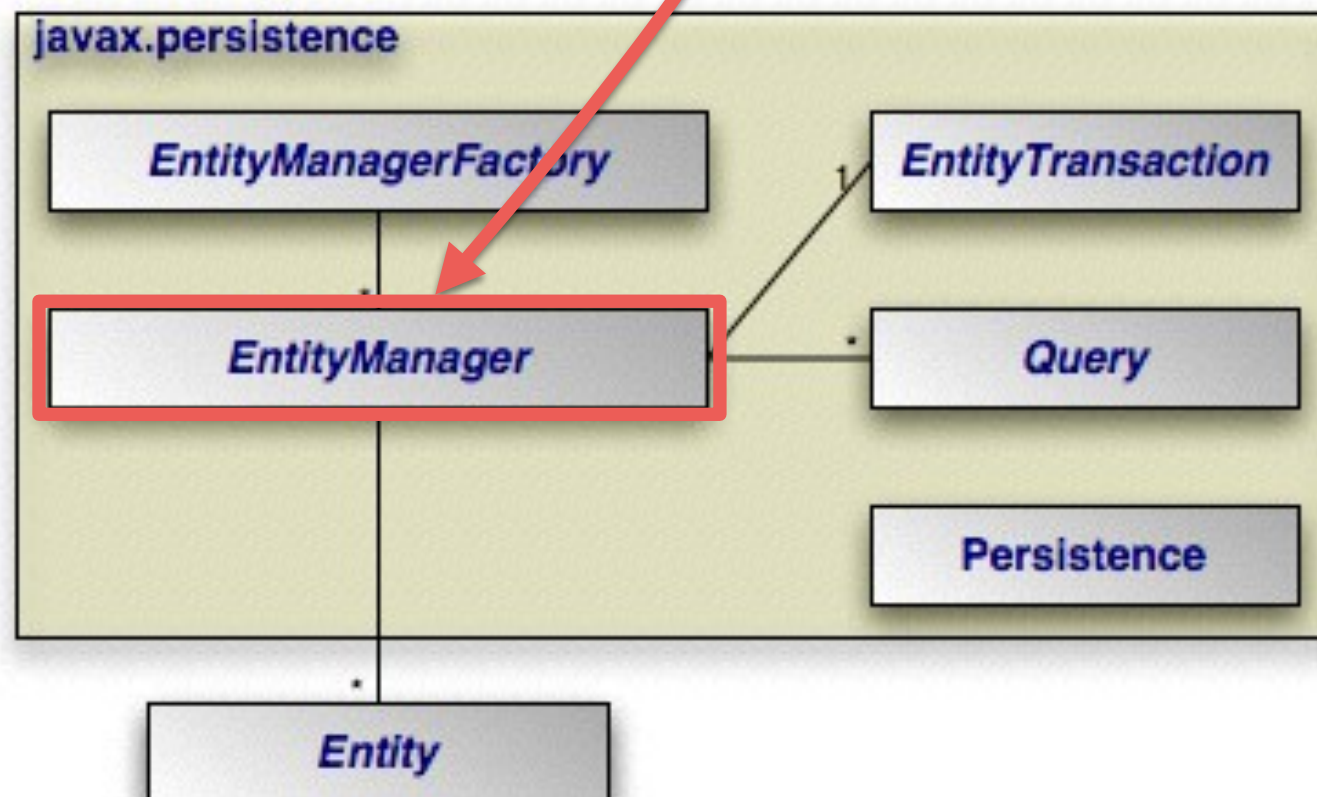 javax.persistence
EntityManagerFactory
EntityTransaction
1
*
EntityManager
*
Query
Persistence
*
Entity